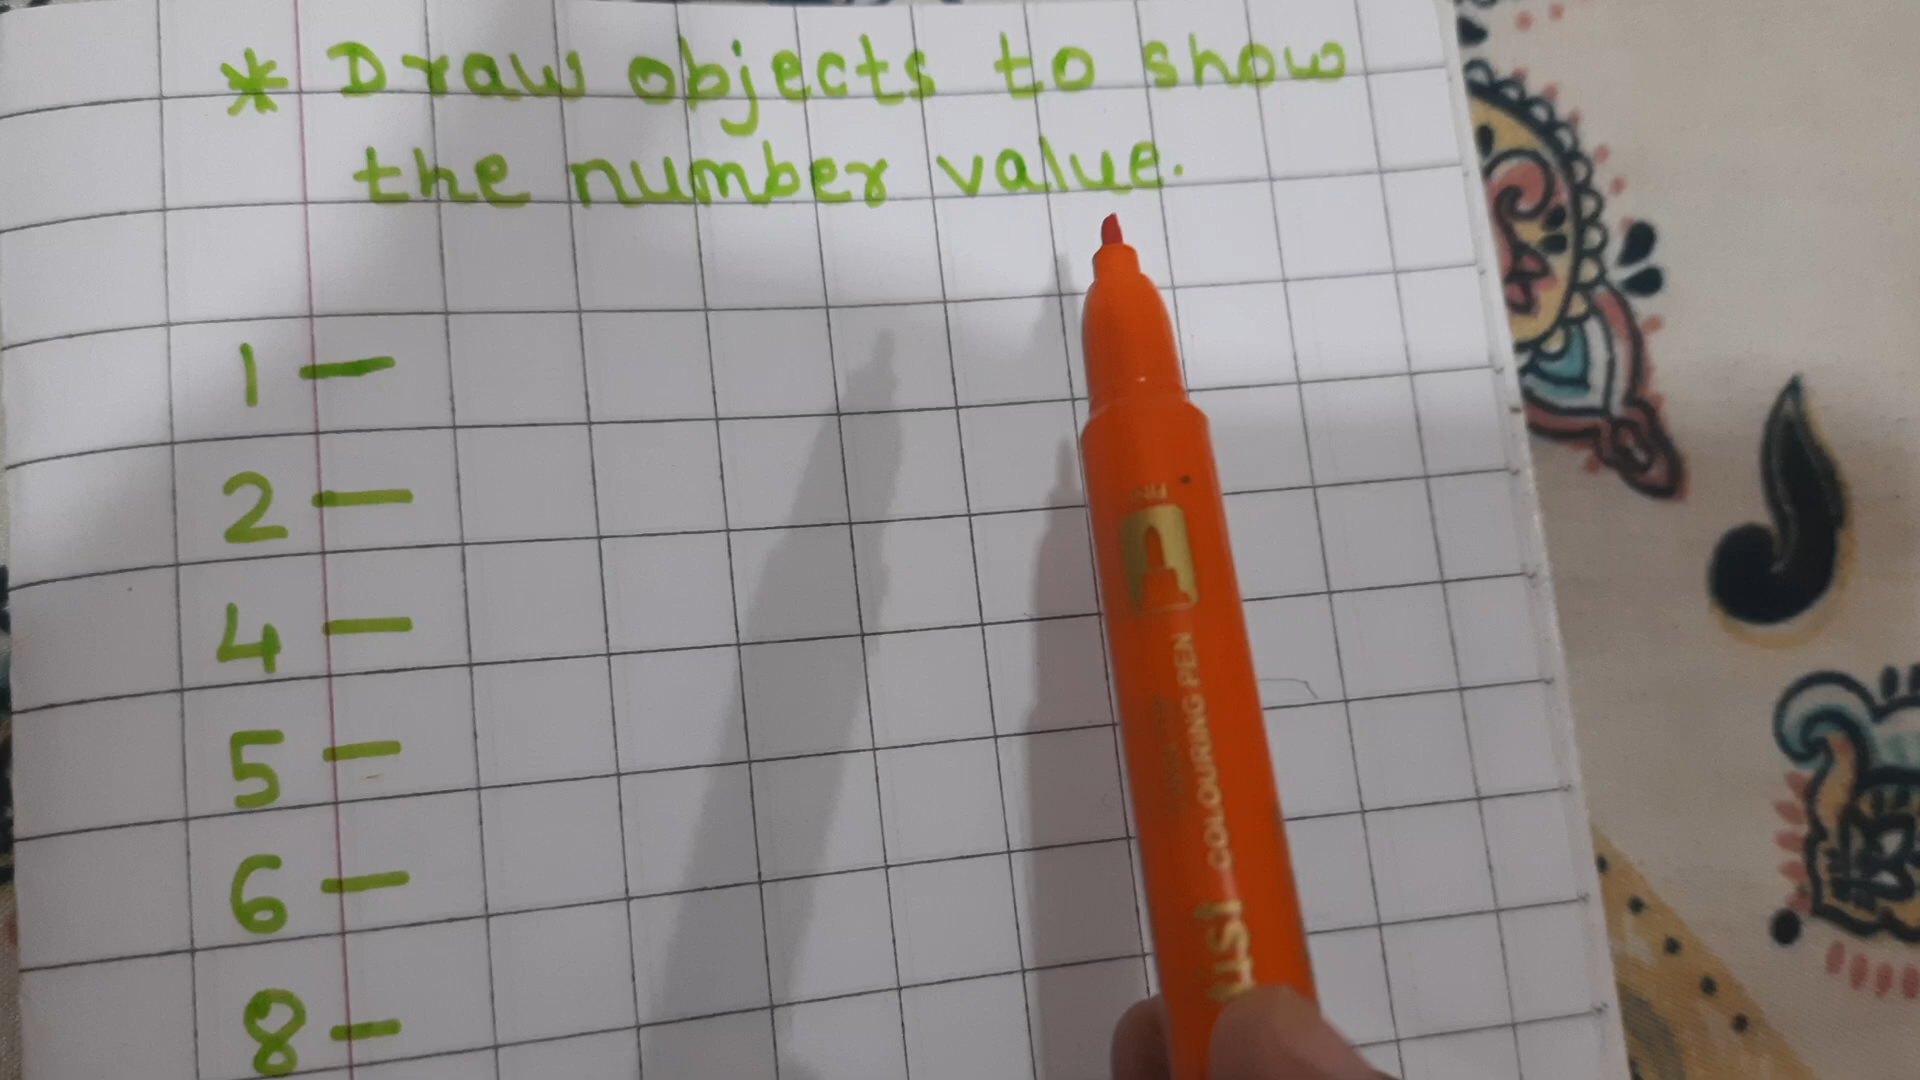 * Draw objects to show
the number value.
1 —
2 —
4 —
5 —
6 —
8 —
COLOURING PEN